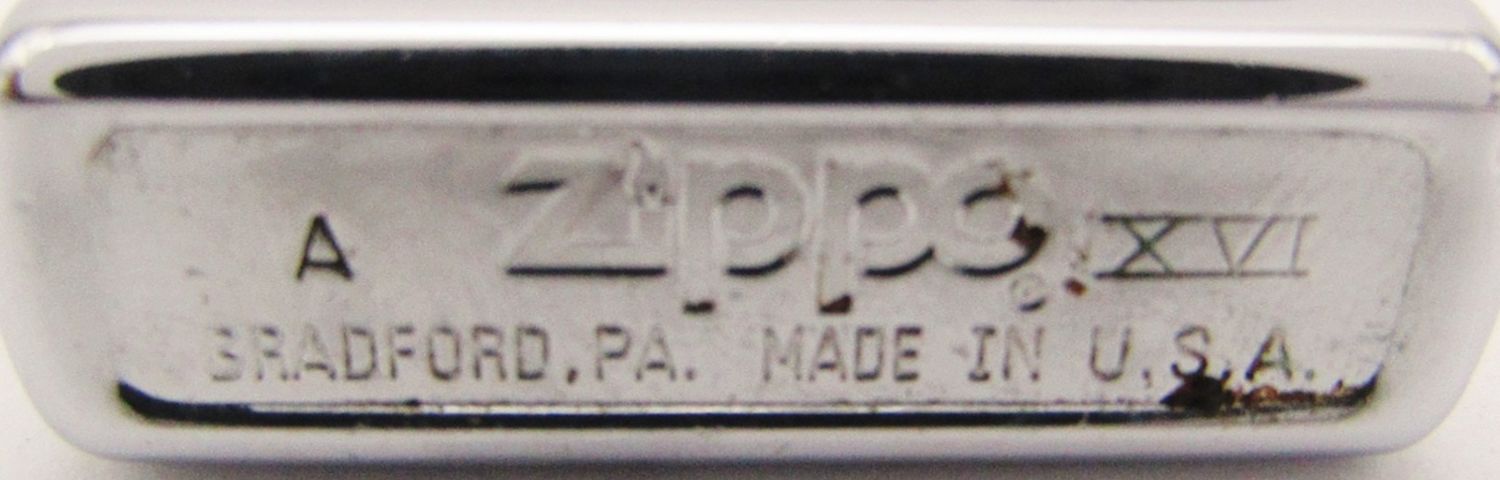 A Zippo ® XVI
BRADFORD, PA. MADE IN U.S.A.